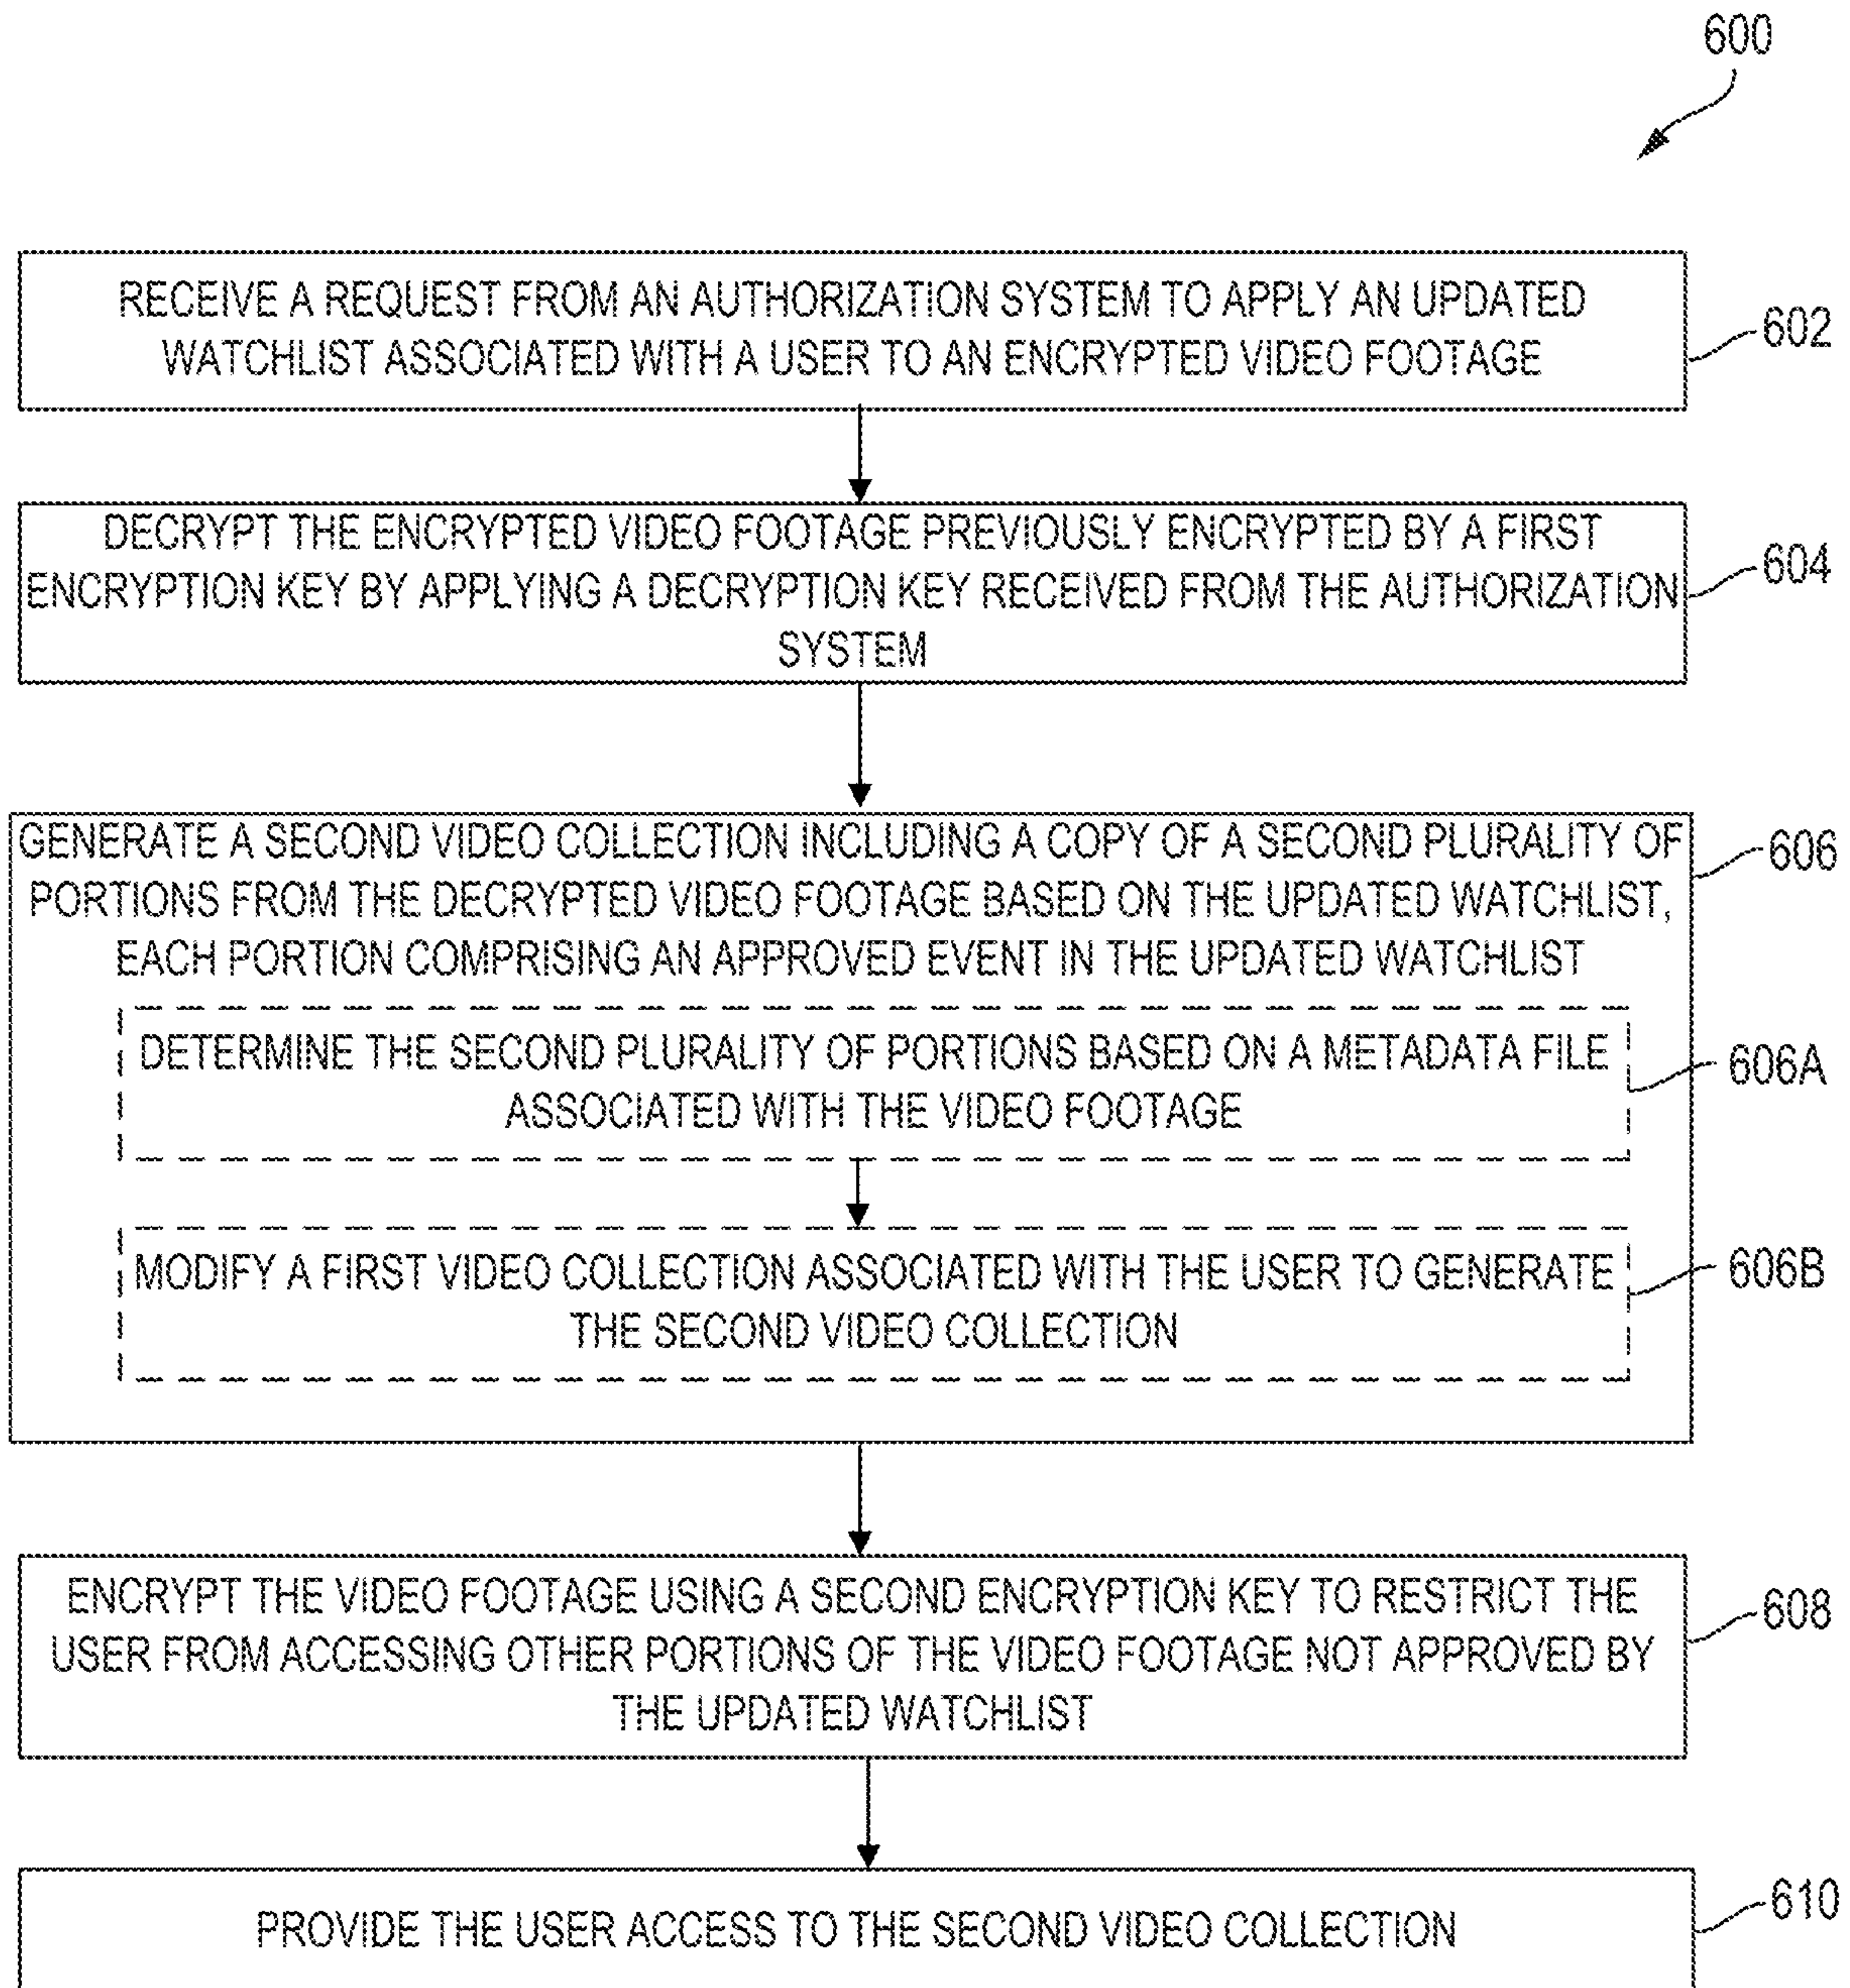 600
RECEIVE A REQUEST FROM AN AUTHORIZATION SYSTEM TO APPLY AN UPDATED
WATCHLIST ASSOCIATED WITH A USER TO AN ENCRYPTED VIDEO FOOTAGE
602
DECRYPT THE ENCRYPTED VIDEO FOOTAGE PREVIOUSLY ENCRYPTED BY A FIRST
ENCRYPTION KEY BY APPLYING A DECRYPTION KEY RECEIVED FROM THE AUTHORIZATION
SYSTEM
604
GENERATE A SECOND VIDEO COLLECTION INCLUDING A COPY OF A SECOND PLURALITY OF
PORTIONS FROM THE DECRYPTED VIDEO FOOTAGE BASED ON THE UPDATED WATCHLIST,
EACH PORTION COMPRISING AN APPROVED EVENT IN THE UPDATED WATCHLIST
606
DETERMINE THE SECOND PLURALITY OF PORTIONS BASED ON A METADATA FILE
ASSOCIATED WITH THE VIDEO FOOTAGE
606A
MODIFY A FIRST VIDEO COLLECTION ASSOCIATED WITH THE USER TO GENERATE
THE SECOND VIDEO COLLECTION
606B
ENCRYPT THE VIDEO FOOTAGE USING A SECOND ENCRYPTION KEY TO RESTRICT THE
USER FROM ACCESSING OTHER PORTIONS OF THE VIDEO FOOTAGE NOT APPROVED BY
THE UPDATED WATCHLIST
608
PROVIDE THE USER ACCESS TO THE SECOND VIDEO COLLECTION
610